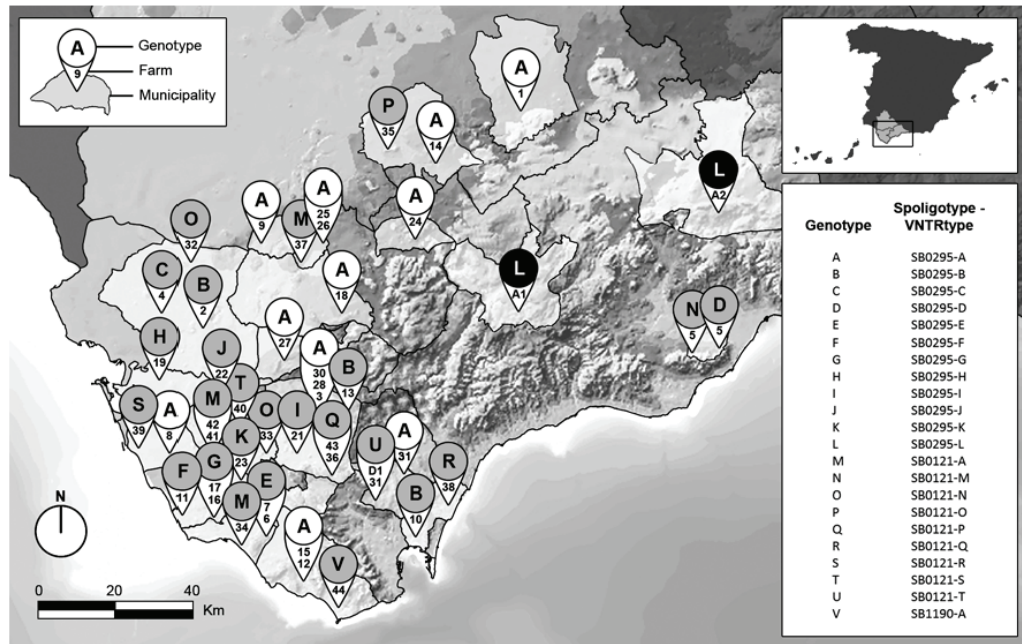 A
9
Genotype
Farm
Municipality
A
1
P
35
A
14
L
A2
A
24
A
25
26
A
9
M
37
O
32
L
A1
C
4
B
2
A
18
N
5
D
5
A
27
H
19
J
22
A
30
28
3
B
13
T
40
M
42
41
S
39
A
8
O
33
I
21
Q
43
36
K
23
U
D1
31
A
31
R
38
F
11
G
17
16
E
7
6
M
34
B
10
A
15
12
V
44
N
0 20 40
Km
Genotype Spoligotype -
VNTRtype
A SB0295-A
B SB0295-B
C SB0295-C
D SB0295-D
E SB0295-E
F SB0295-F
G SB0295-G
H SB0295-H
I SB0295-I
J SB0295-J
K SB0295-K
L SB0295-L
M SB0121-A
N SB0121-M
O SB0121-N
P SB0121-O
Q SB0121-P
R SB0121-Q
S SB0121-R
T SB0121-S
U SB0121-T
V SB1190-A